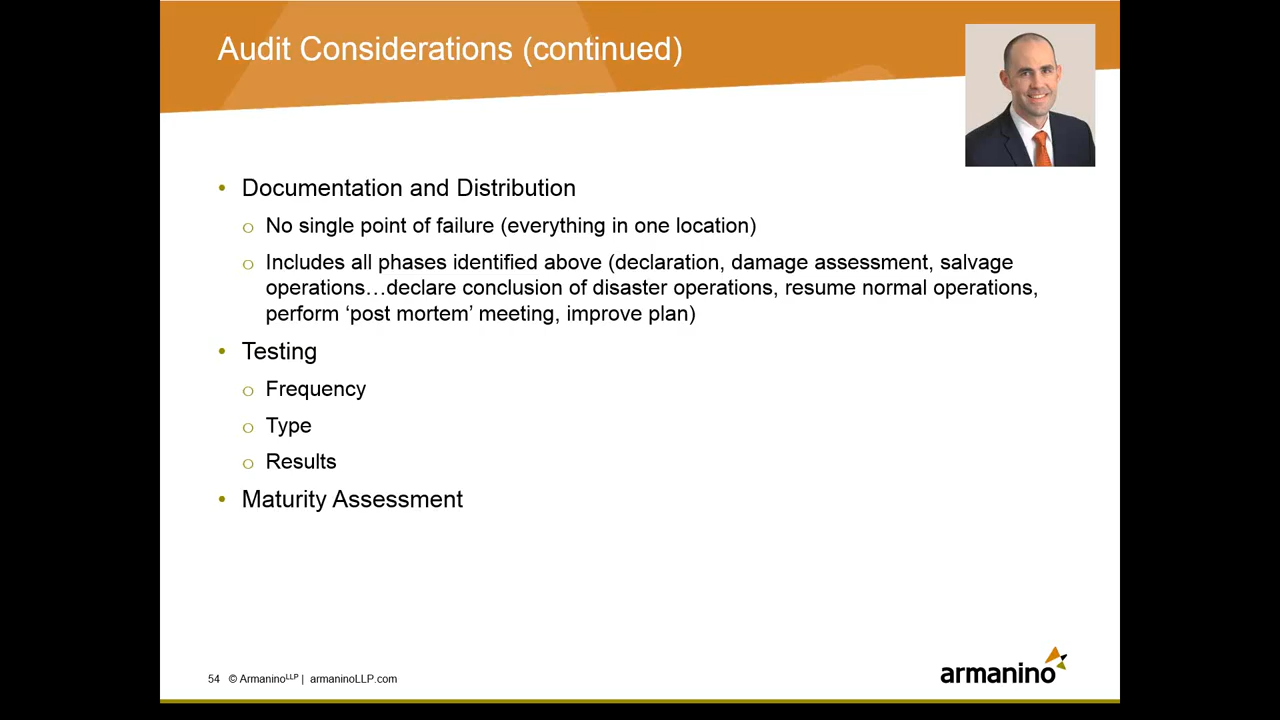 Audit Considerations (continued)
• Documentation and Distribution
o No single point of failure (everything in one location)
o Includes all phases identified above (declaration, damage assessment, salvage
operations…declare conclusion of disaster operations, resume normal operations,
perform ‘post mortem’ meeting, improve plan)
• Testing
o Frequency
o Type
o Results
• Maturity Assessment
54 © ArmaninoLLP | armaninoLLP.com
armanino